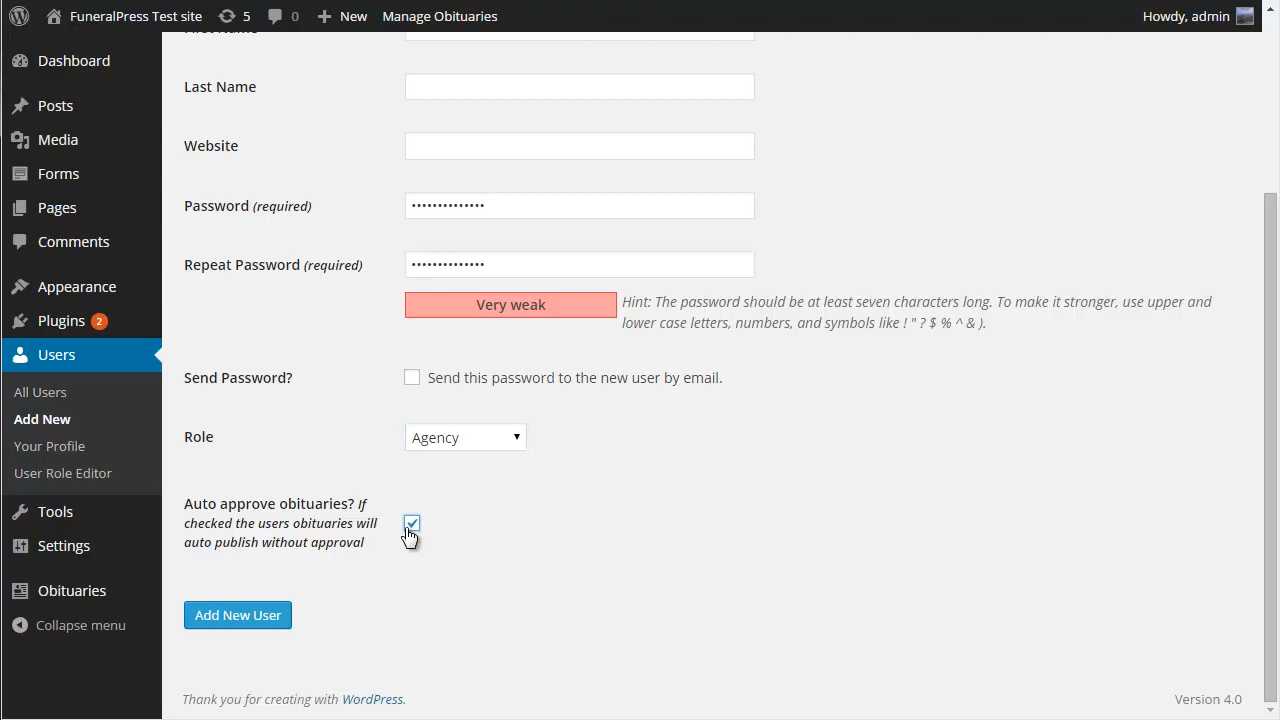 FuneralPress Test site 5 0 New Manage Obituaries Howdy, admin
Dashboard
Posts
Media
Forms
Pages
Comments
Appearance
Plugins 2
Users
All Users
Add New
Your Profile
User Role Editor
Tools
Settings
Obituaries
Collapse menu
First Name
Last Name
Website
Password (required)
Repeat Password (required)
Very weak
Hint: The password should be at least seven characters long. To make it stronger, use upper and
lower case letters, numbers, and symbols like ! " ? $ % ^ & ).
Send Password?
Send this password to the new user by email.
Role
Agency
Auto approve obituaries? If
checked the users obituaries will
auto publish without approval
Add New User
Thank you for creating with WordPress.
Version 4.0